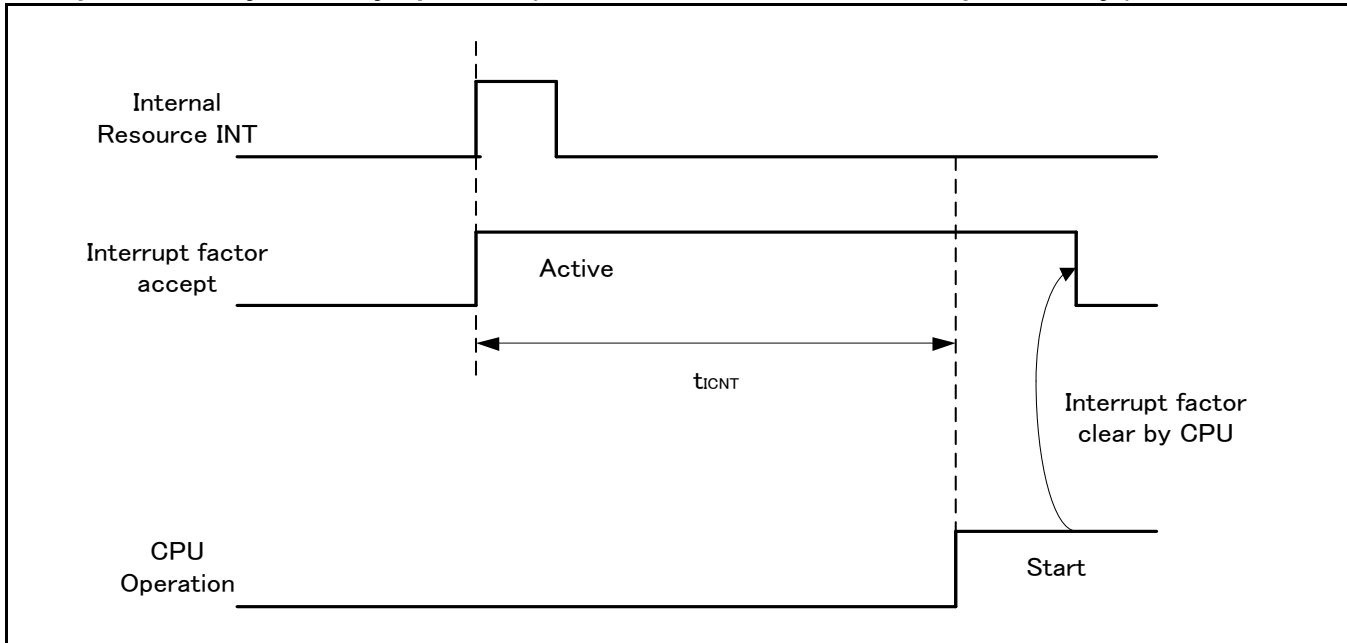 Internal
Resource INT
Interrupt factor
accept
Active
tICNT
Interrupt factor
clear by CPU
CPU
Operation
Start